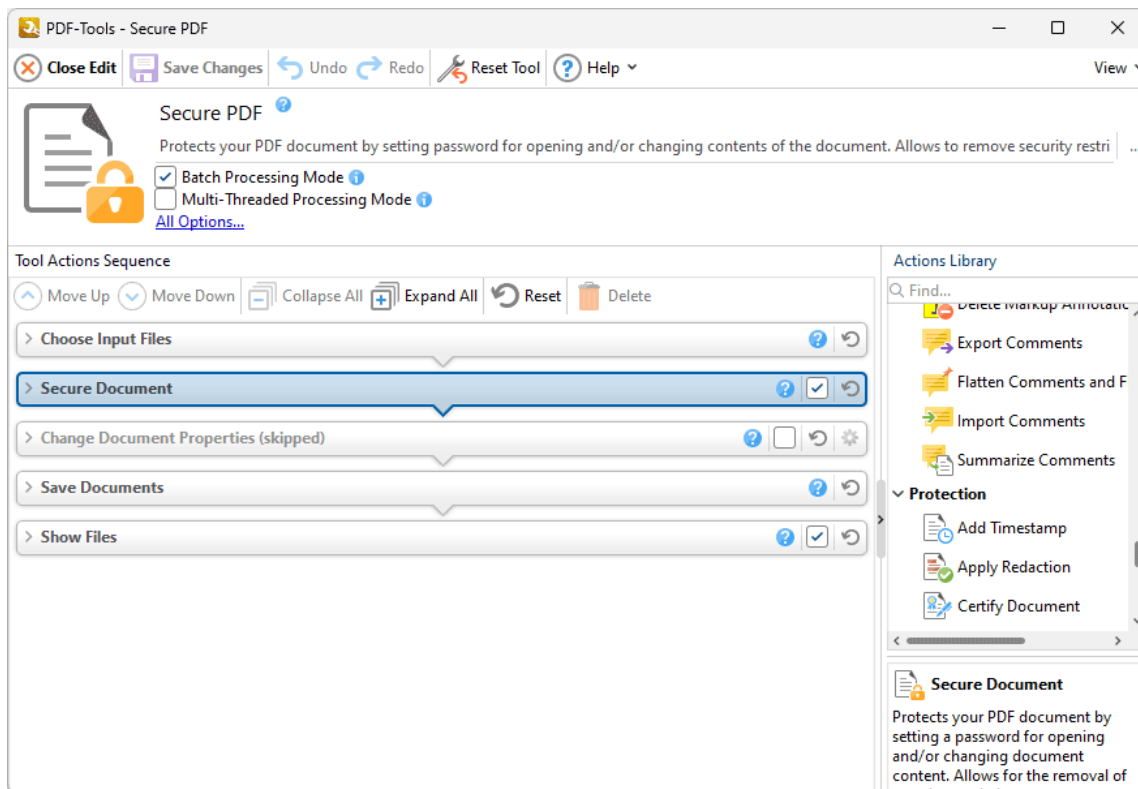 PDF-Tools - Secure PDF
Close Edit Save Changes Undo Redo Reset Tool Help View
Secure PDF
Protects your PDF document by setting password for opening and/or changing contents of the document. Allows to remove security restri ...
Batch Processing Mode
Multi-Threaded Processing Mode
All Options...
Tool Actions Sequence
Move Up Move Down Collapse All Expand All Reset Delete
Choose Input Files
Secure Document
Change Document Properties (skipped)
Save Documents
Show Files
Actions Library
Find...
Delete Markup Annotatic
Export Comments
Flatten Comments and F
Import Comments
Summarize Comments
Protection
Add Timestamp
Apply Redaction
Certify Document
Secure Document
Protects your PDF document by
setting a password for opening
and/or changing document
content. Allows for the removal of